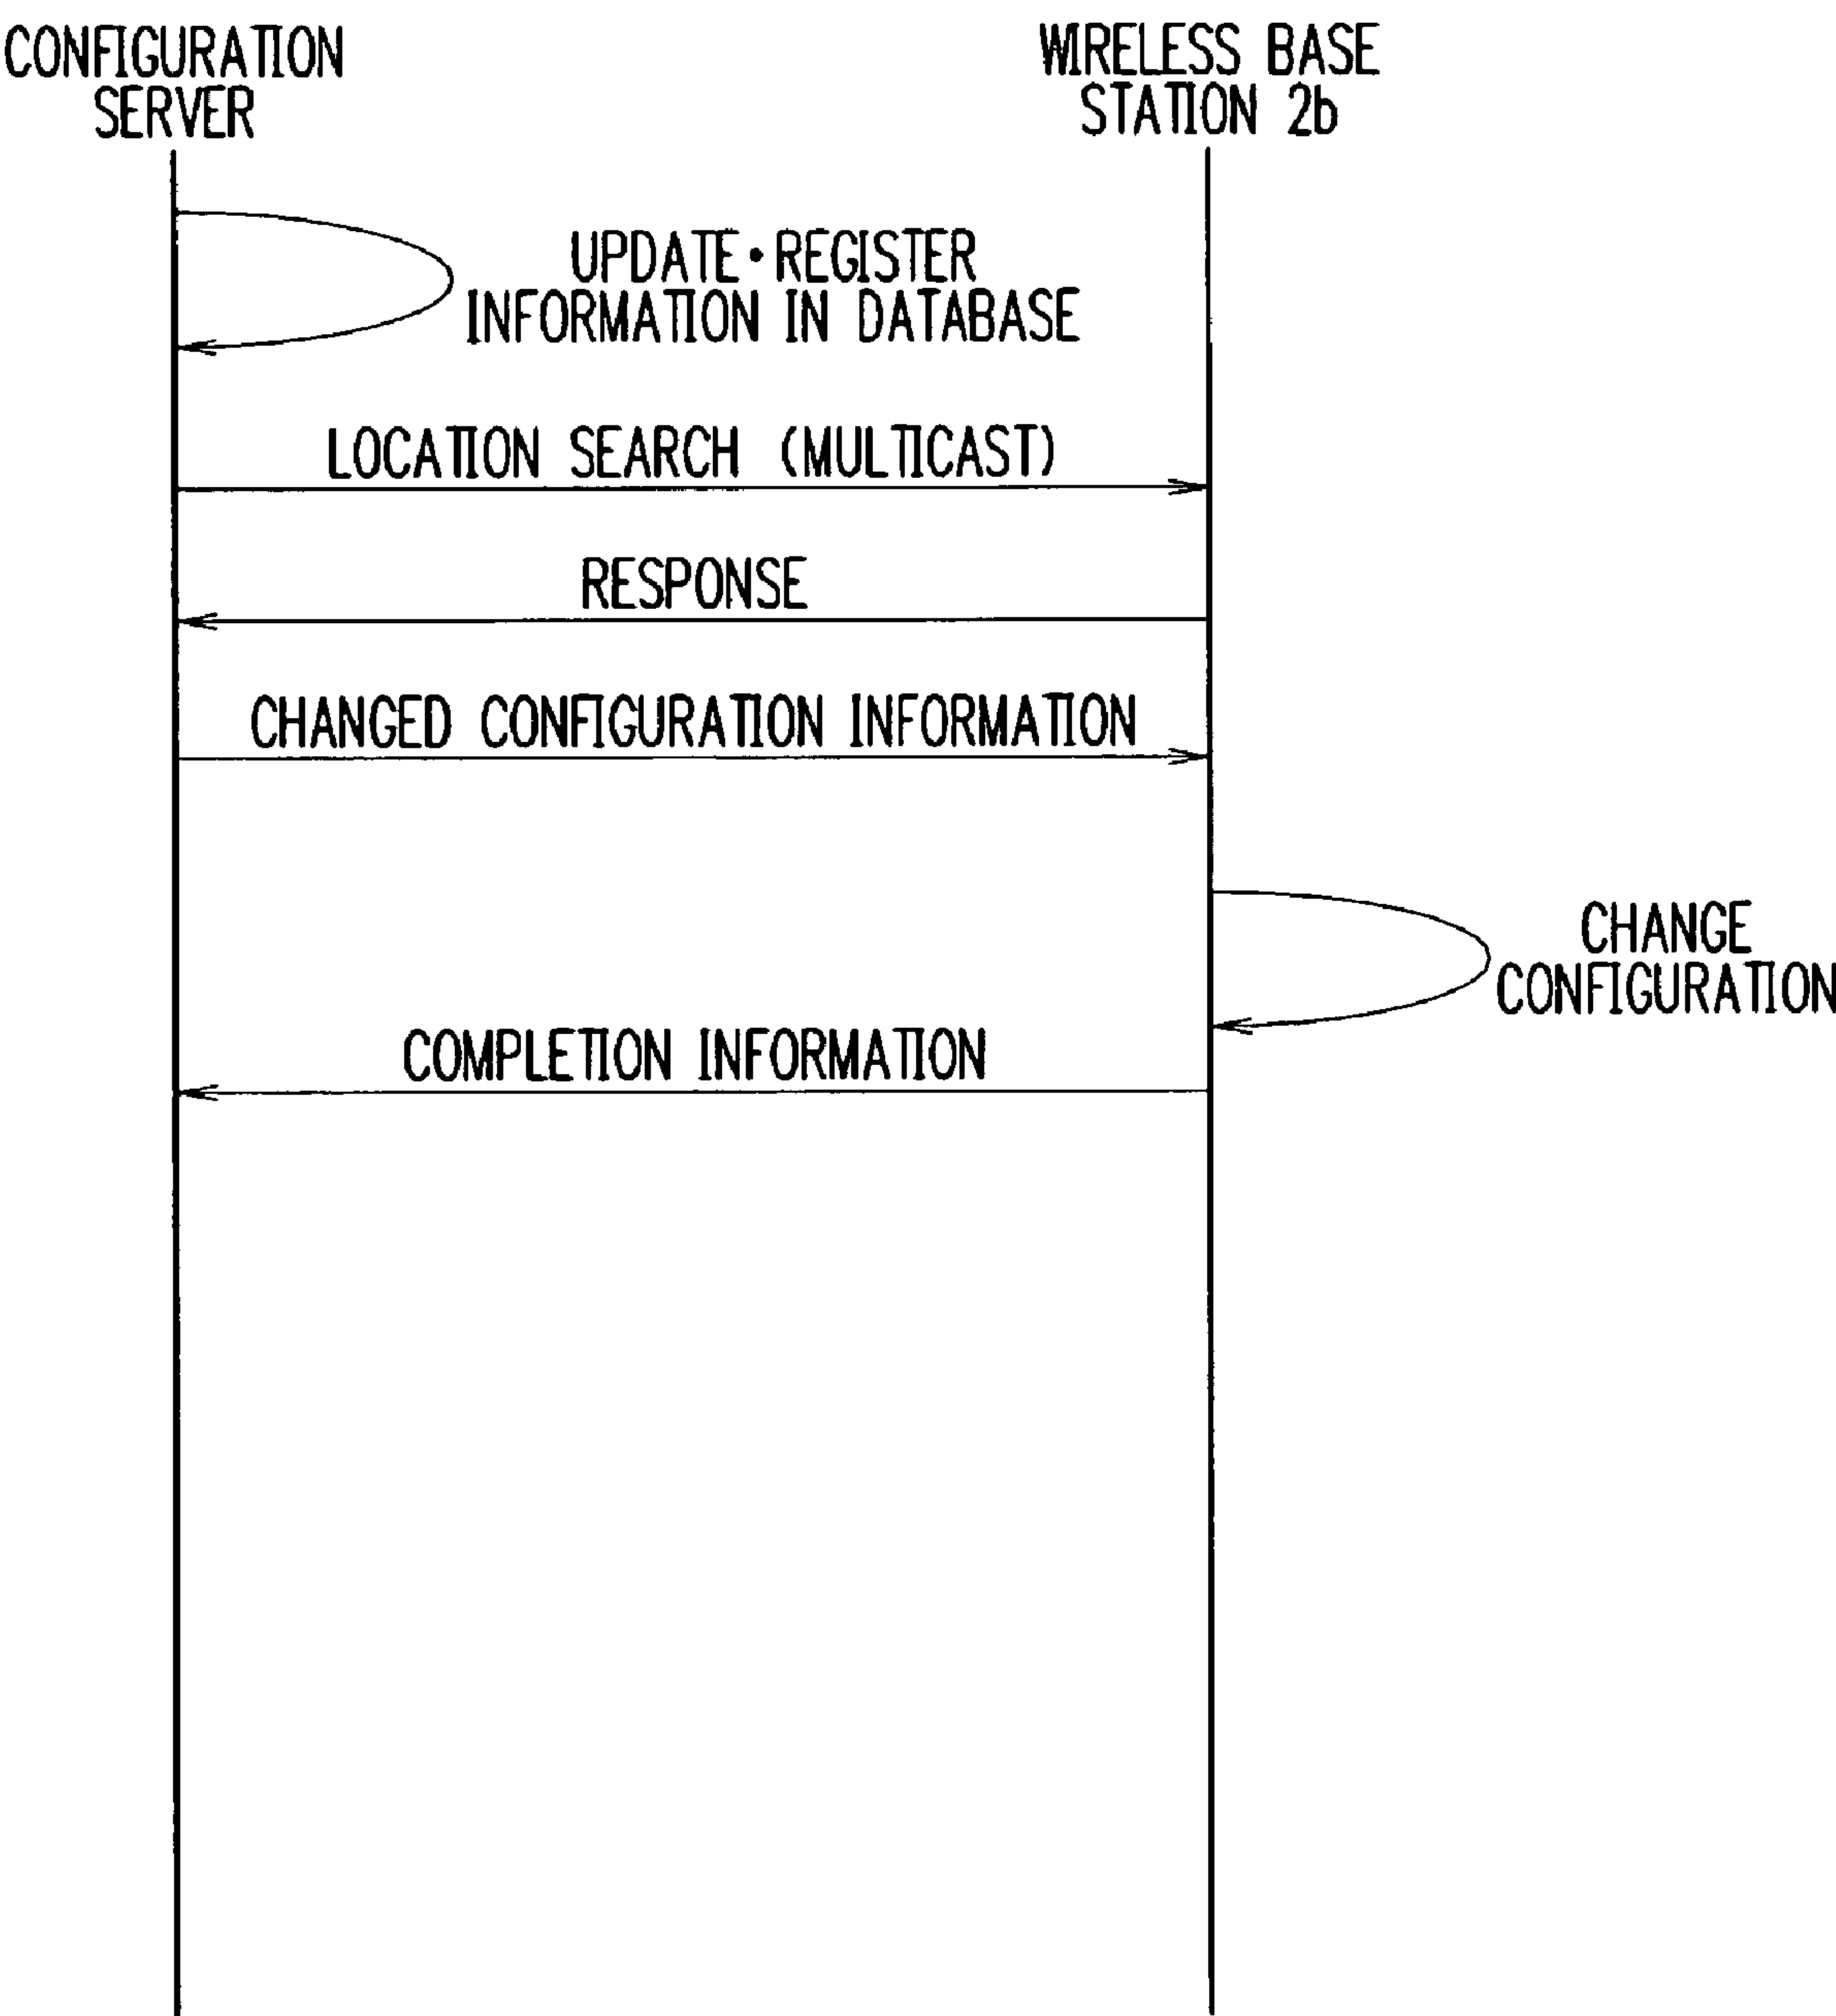 CONFIGURATION
SERVER
WIRELESS BASE
STATION 2b
UPDATE・REGISTER
INFORMATION IN DATABASE
LOCATION SEARCH (MULTICAST)
RESPONSE
CHANGED CONFIGURATION INFORMATION
CHANGE
CONFIGURATION
COMPLETION INFORMATION